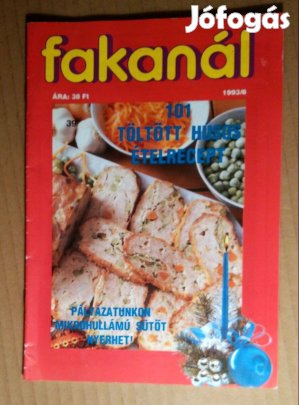 Jófogás
fakanál
ÁRA: 38 Ft
1993/6
101
TÖLTÖTT HÚSOS
ÉTELRECEPT
PÁLYÁZATUNKON
MIKROHULLÁMÚ SÜTŐT
NYERHET!